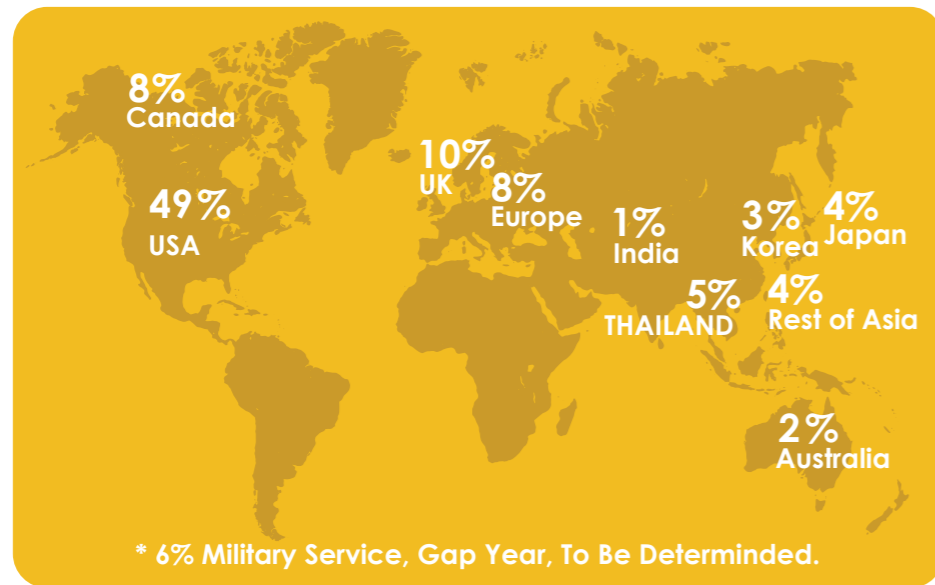 8%
Canada
49%
USA
10%
UK
8%
Europe
1%
India
3%
Korea
4%
Japan
5%
THAILAND
4%
Rest of Asia
2%
Australia
* 6% Military Service, Gap Year, To Be Determinded.